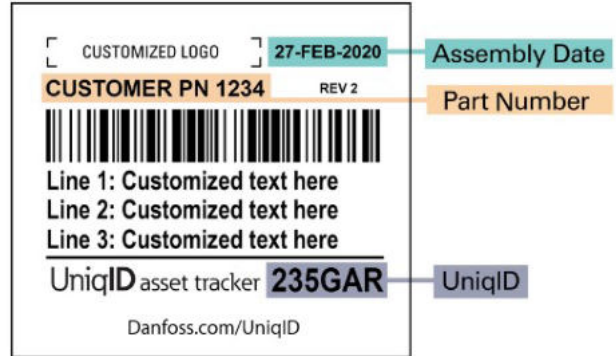 CUSTOMIZED LOGO 27-FEB-2020 Assembly Date
CUSTOMER PN 1234 REV 2 Part Number
Line 1: Customized text here
Line 2: Customized text here
Line 3: Customized text here
UniqID asset tracker 235GAR UniqID
Danfoss.com/UniqID